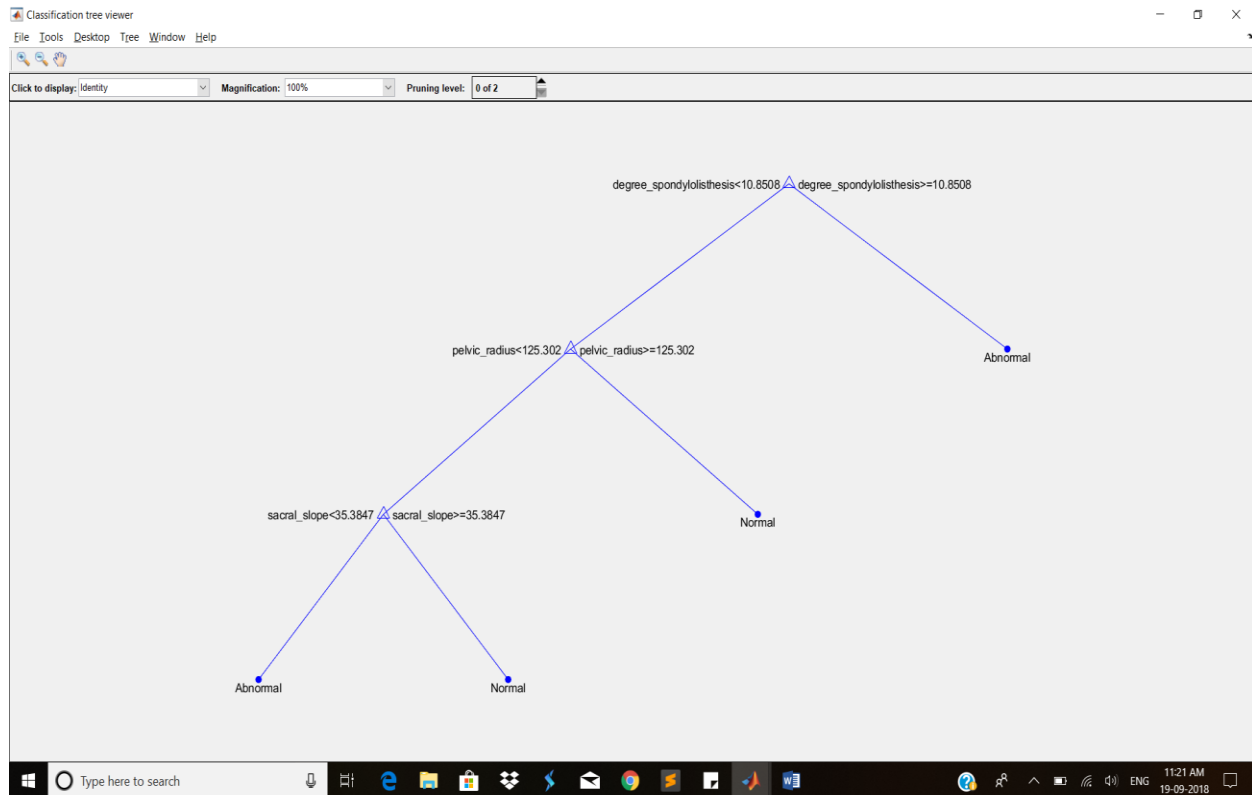 Classification tree viewer
File Tools Desktop Tree Window Help
Click to display: Identity Magnification: 100% Pruning level: 0 of 2
degree_spondylolisthesis<10.8508 degree_spondylolisthesis>=10.8508
pelvic_radius<125.302 pelvic_radius>=125.302
Abnormal
sacral_slope<35.3847 sacral_slope>=35.3847
Normal
Abnormal
Normal
Type here to search
ENG
11:21 AM
19-09-2018